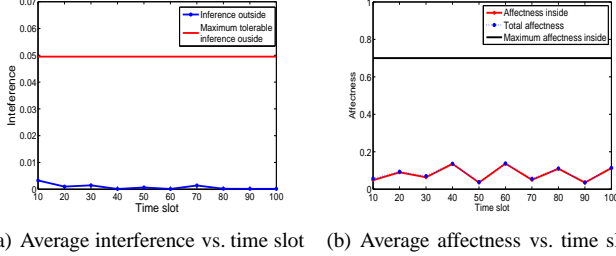 0.07
0.06
0.05
0.04
0.03
0.02
0.01
0
Inteference
10 20 30 40 50 60 70 80 90 100
Time slot
Inference outside
Maximum tolerable
inference ouside
1
0.8
0.6
0.4
0.2
0
Affectness
10 20 30 40 50 60 70 80 90 100
Time slot
Affectness inside
Total affectness
Maximum affectness inside
a) Average interference vs. time slot
(b) Average affectness vs. time sl